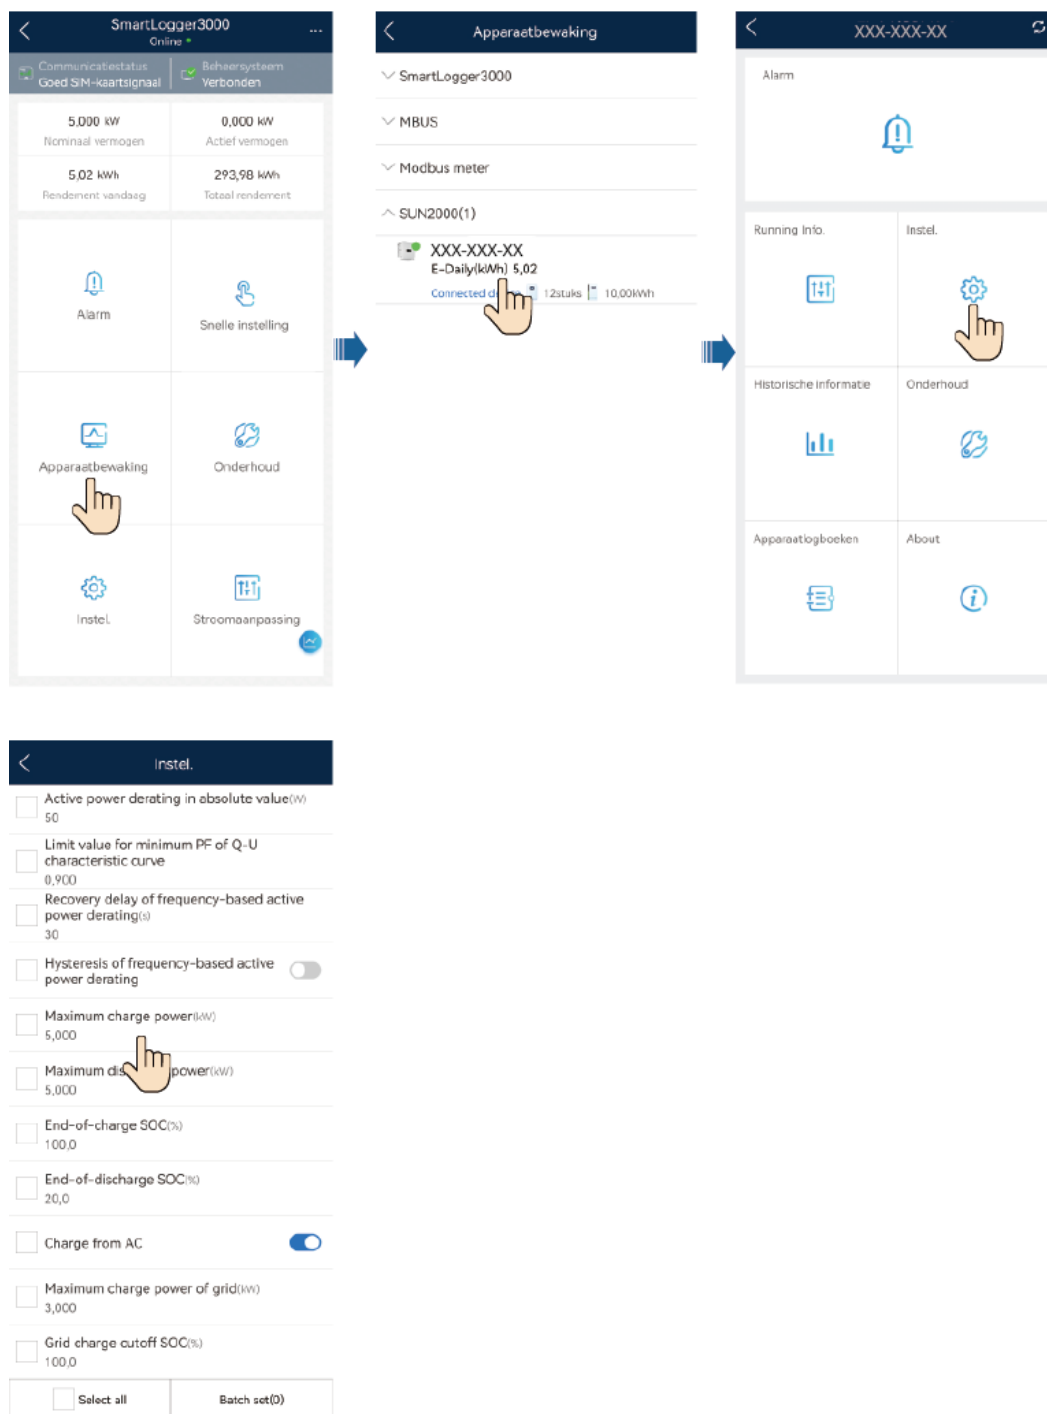 SmartLogger3000
...
Online
Communicatiestatus
Goed SIM-kaartsignaal
Beheersysteem
Verbonden
5,000 kW
Nominaal vermogen
0,000 kW
Actief vermogen
5,02 kWh
Rendement vandaag
293,98 kWh
Totaal rendement
Alarm
Snelle instelling
Apparaatbewaking
Onderhoud
Instel.
Stroomaanpassing
Apparaatbewaking
SmartLogger3000
MBUS
Modbus meter
SUN2000(1)
XXX-XXX-XX
E-Daily(kWh) 5,02
Connected 12stuks 10,00kWh
XXX-XXX-XX
Alarm
Running Info.
Instel.
Historische informatie
Onderhoud
Apparaatlogboeken
About
Instel.
Active power derating in absolute value(W)
50
Limit value for minimum PF of Q-U
characteristic curve
0,900
Recovery delay of frequency-based active
power derating(s)
30
Hysteresis of frequency-based active
power derating
Maximum charge power(kW)
5,000
Maximum power(kW)
5,000
End-of-charge SOC(%)
100,0
End-of-discharge SOC(%)
20,0
Charge from AC
Maximum charge power of grid(kW)
3,000
Grid charge cutoff SOC(%)
100,0
Select all
Batch set(0)